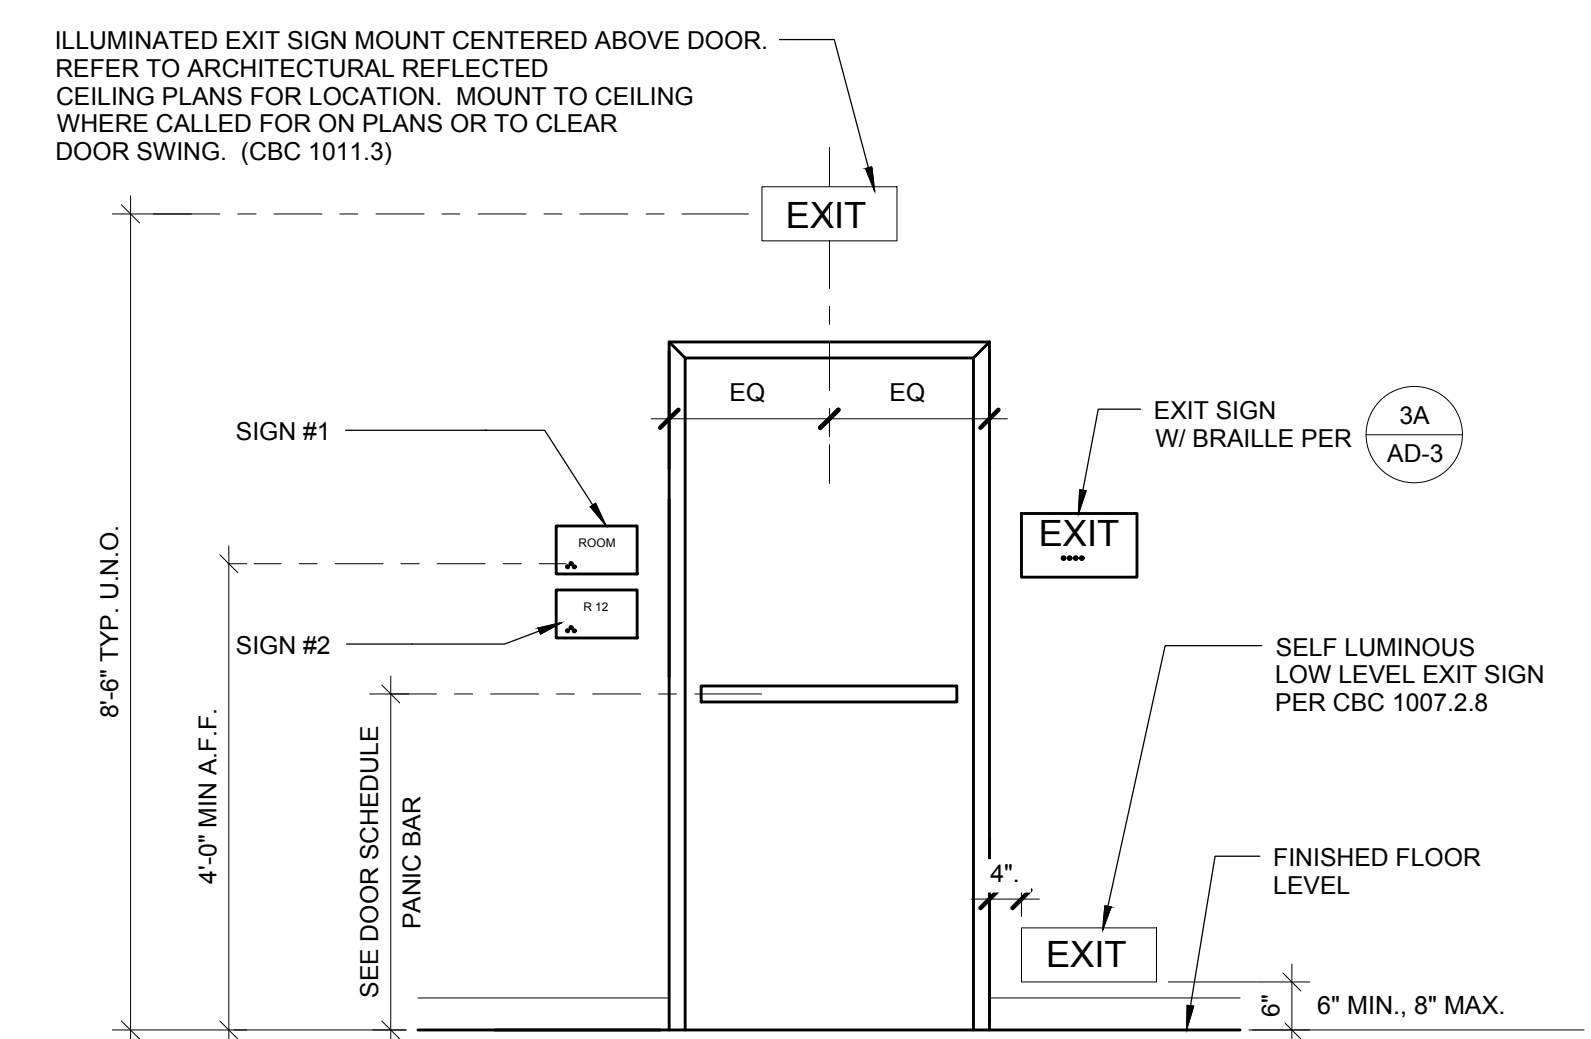 ILLUMINATED EXIT SIGN MOUNT CENTERED ABOVE DOOR.
REFER TO ARCHITECTURAL REFLECTED
CEILING PLANS FOR LOCATION.  MOUNT TO CEILING
WHERE CALLED FOR ON PLANS OR TO CLEAR
DOOR SWING.  (CBC 1011.3)
EXIT
EQ
EQ
SIGN #1
EXIT SIGN
W/ BRAILLE PER
3A
AD-3
ROOM
EXIT
R 12
SIGN #2
8'-6" TYP. U.N.O.
4'-0" MIN A.F.F.
SEE DOOR SCHEDULE
PANIC BAR
SELF LUMINOUS
LOW LEVEL EXIT SIGN
PER CBC 1007.2.8
4".
FINISHED FLOOR
LEVEL
EXIT
6"
6" MIN., 8" MAX.